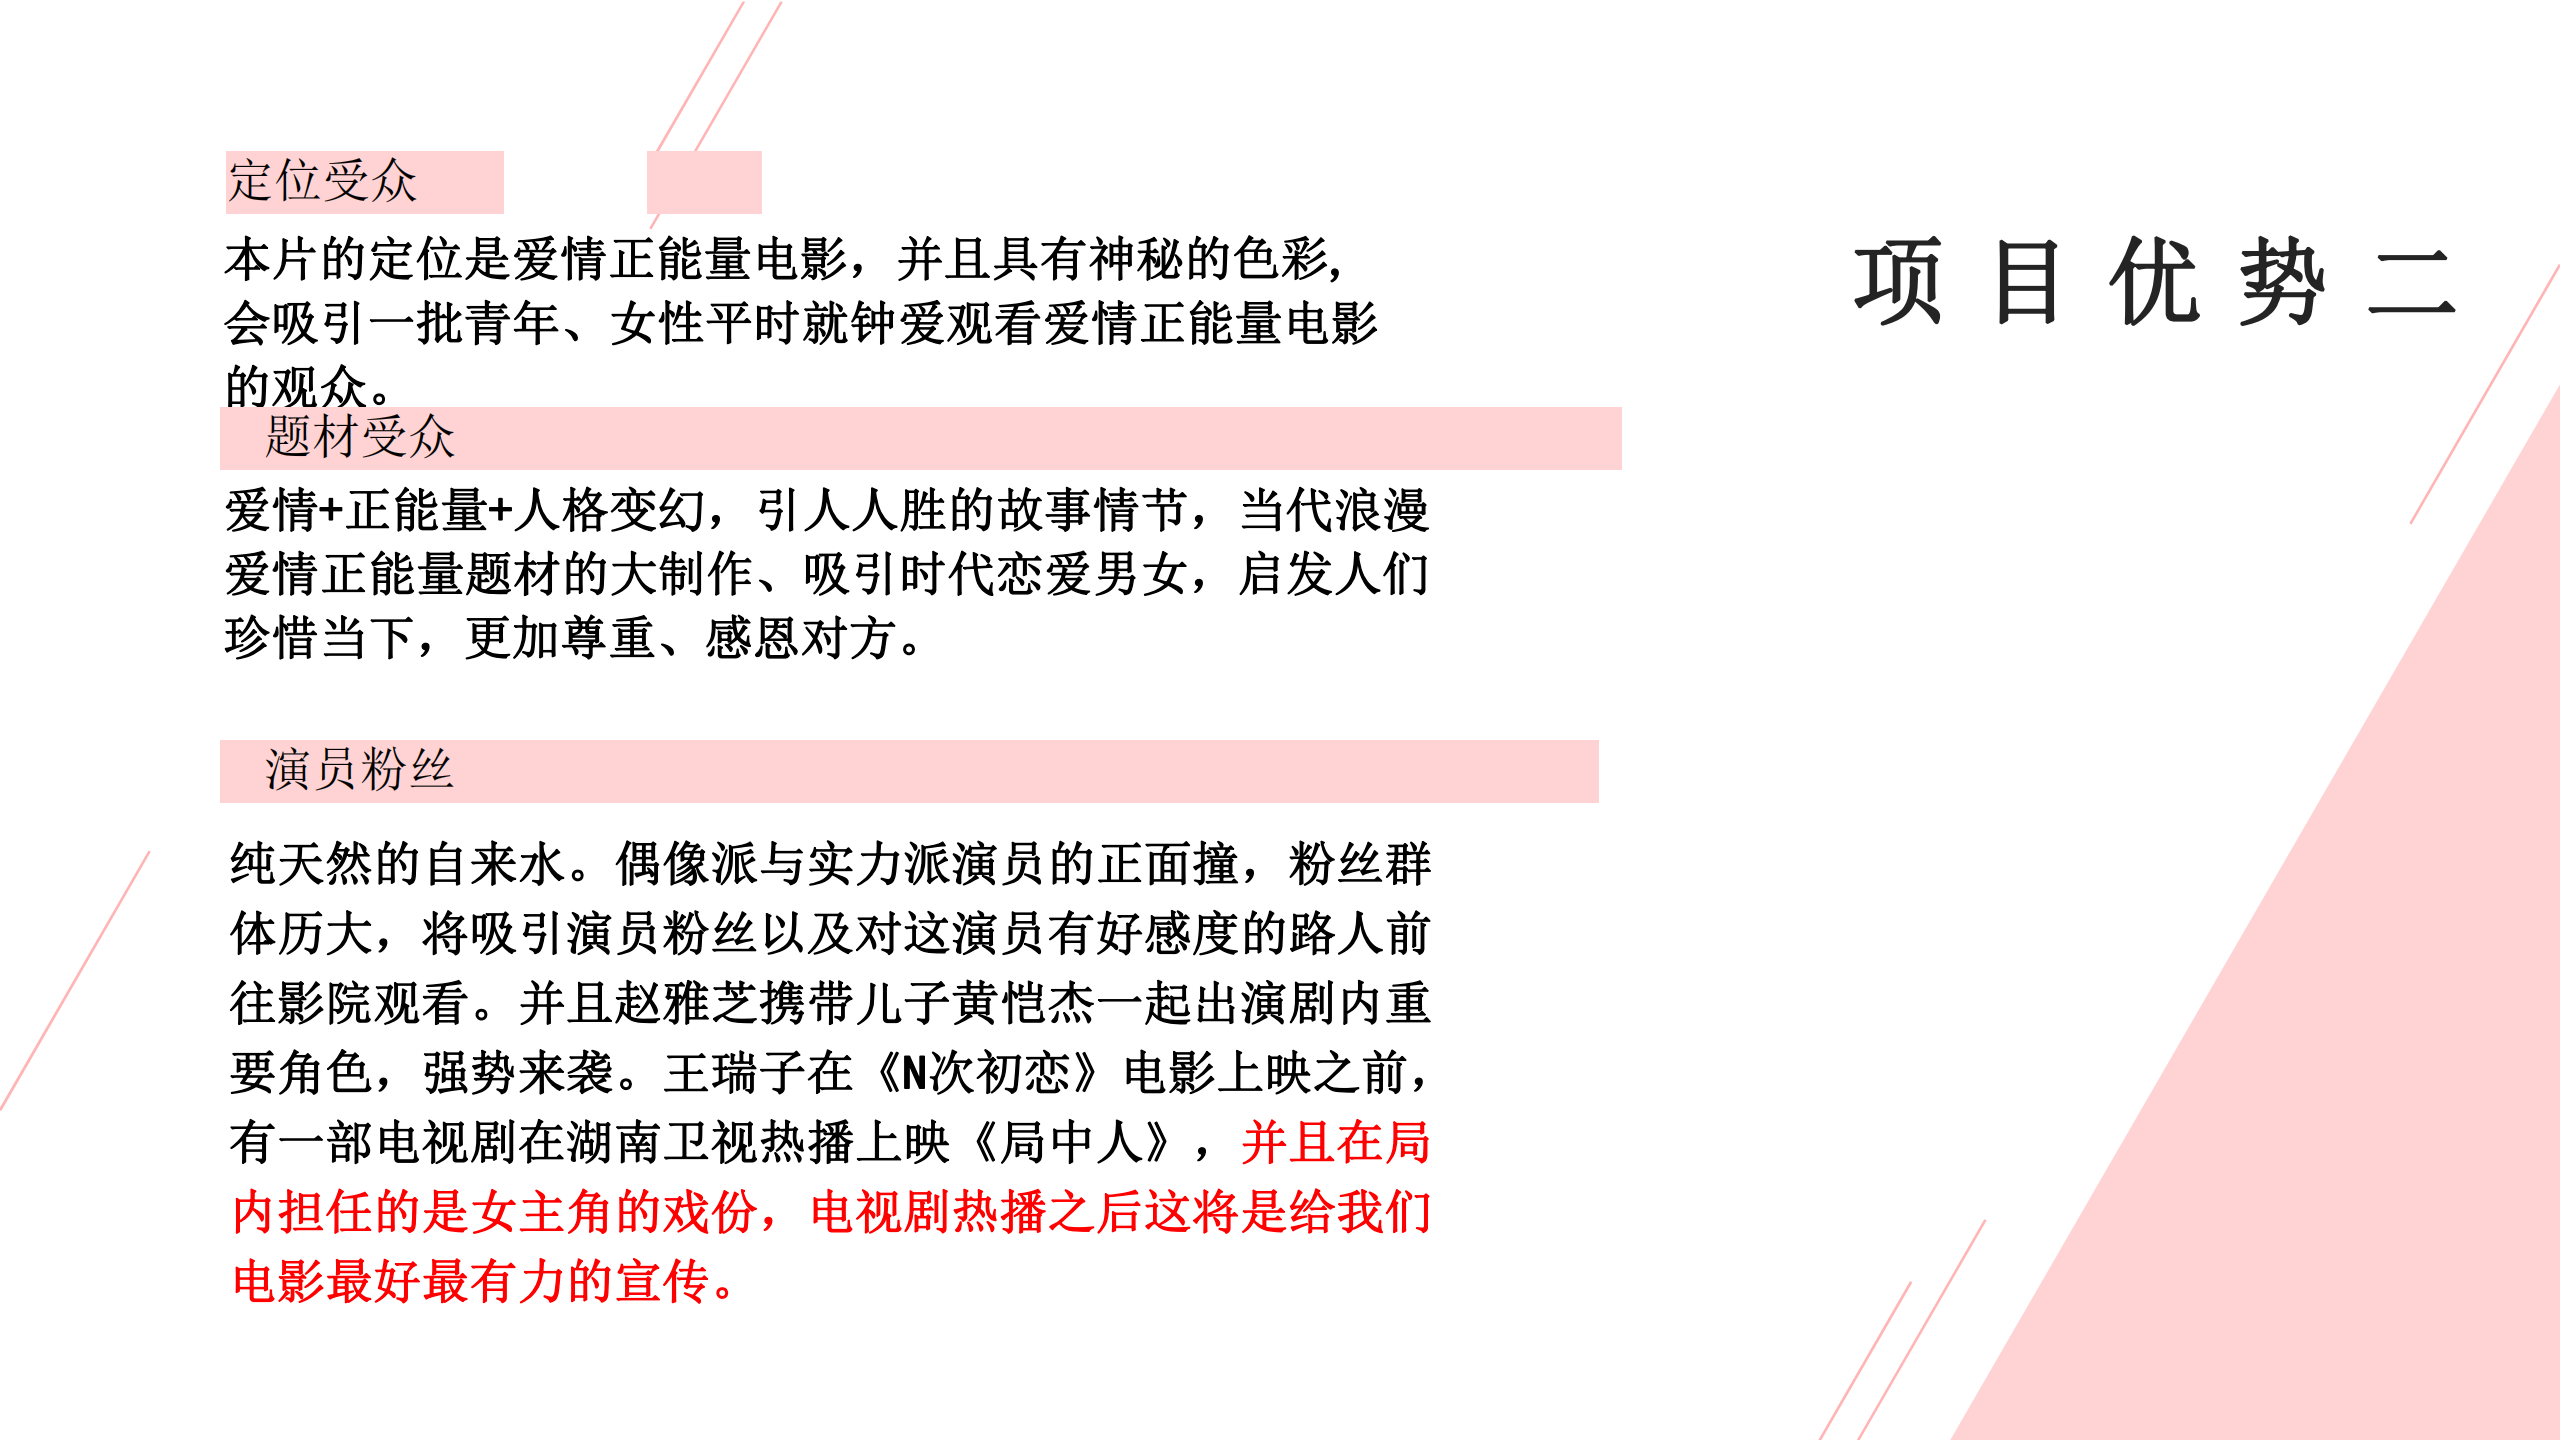 定位受众
本片的定位是爱情正能量电影，并且具有神秘的色彩，
会吸引一批青年、女性平时就钟爱观看爱情正能量电影
的观众。
题材受众
爱情+正能量+人格变幻，引人人胜的故事情节，当代浪漫
爱情正能量题材的大制作、吸引时代恋爱男女，启发人们
珍惜当下，更加尊重、感恩对方。
演员粉丝
纯天然的自来水。偶像派与实力派演员的正面撞，粉丝群
体历大，将吸引演员粉丝以及对这演员有好感度的路人前
往影院观看。并且赵雅芝携带儿子黄恺杰一起出演剧内重
要角色，强势来袭。王瑞子在《N次初恋》电影上映之前，
有一部电视剧在湖南卫视热播上映《局中人》，并且在局
内担任的是女主角的戏份，电视剧热播之后这将是给我们
电影最好最有力的宣传。
项目优势二